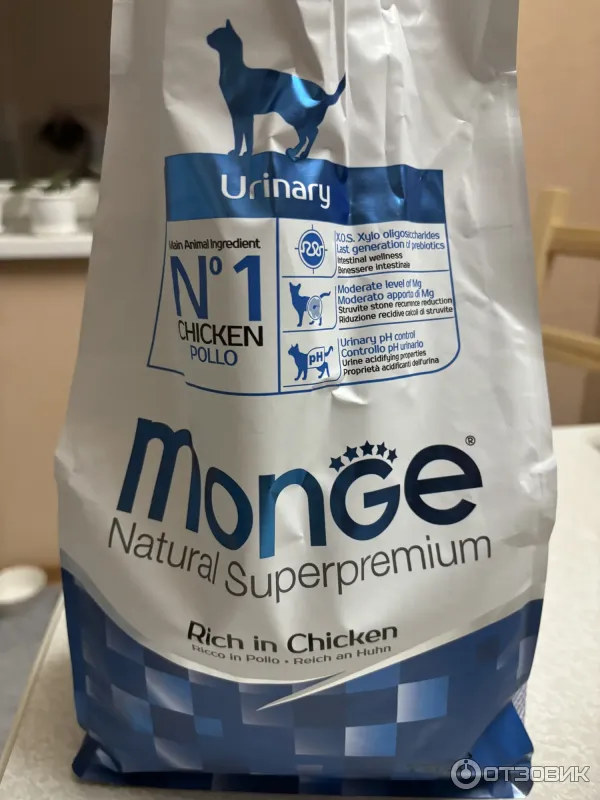 Urinary
Main Animal Ingredient
N°1
CHICKEN
POLLO
X.O.S. Xylo oligosaccharides
Last generation of prebiotics
Intestinal wellness
Benessere intestinale
Moderate level of Mg
Moderato apporto di Mg
Struvite stone recurrence reduction
Riduzione recidive calcoli di struvite
pH
Urinary pH control
Controllo pH urinario
Urine acidifying properties
Proprietà acidificanti dell'urina
monGe®
Natural Superpremium
Rich in Chicken
Ricco in Pollo • Reich an Huhn
ОТЗОВИК